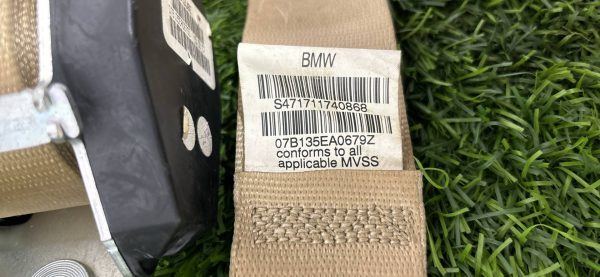 BMW
S471711740868
07B135EA0679Z
conforms to all
applicable MVSS